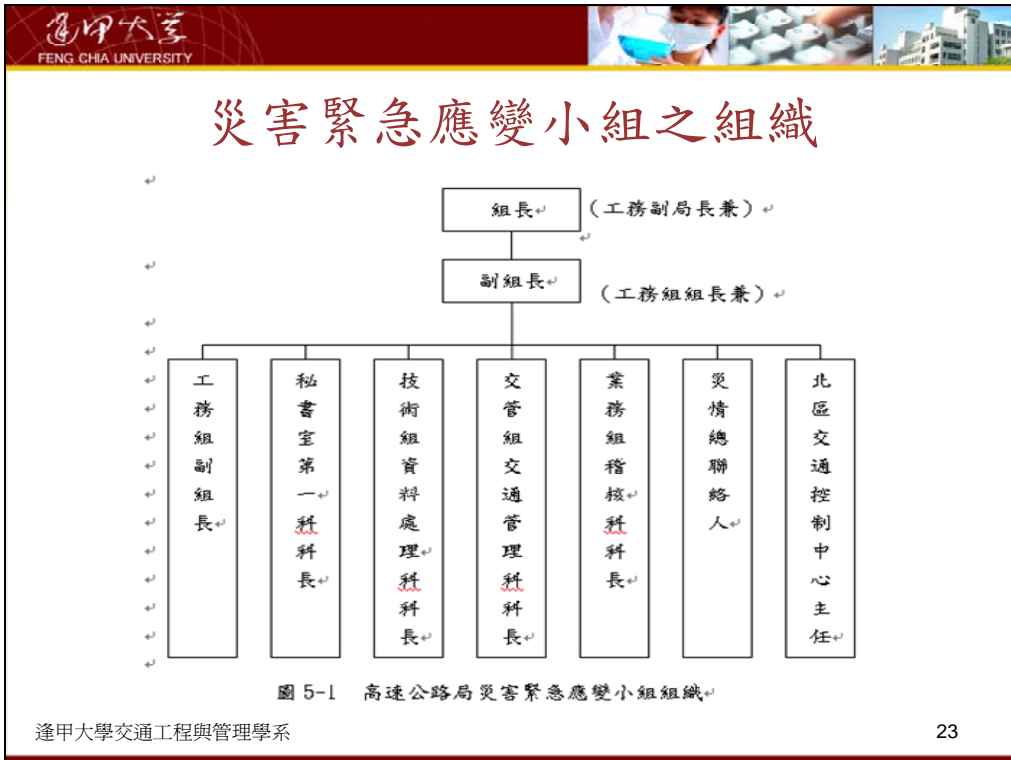 逢甲大學
FENG CHIA UNIVERSITY
災害緊急應變小組之組織
組長
(工務副局長兼)
副組長
(工務組組長兼)
工務組副組長
秘書室第一科科長
技術組資料處理科科長
交管組交通管理科科長
業務組稽核科科長
災情總聯絡人
北區交通控制中心主任
圖 5-1 高速公路局災害緊急應變小組組織
逢甲大學交通工程與管理學系
23